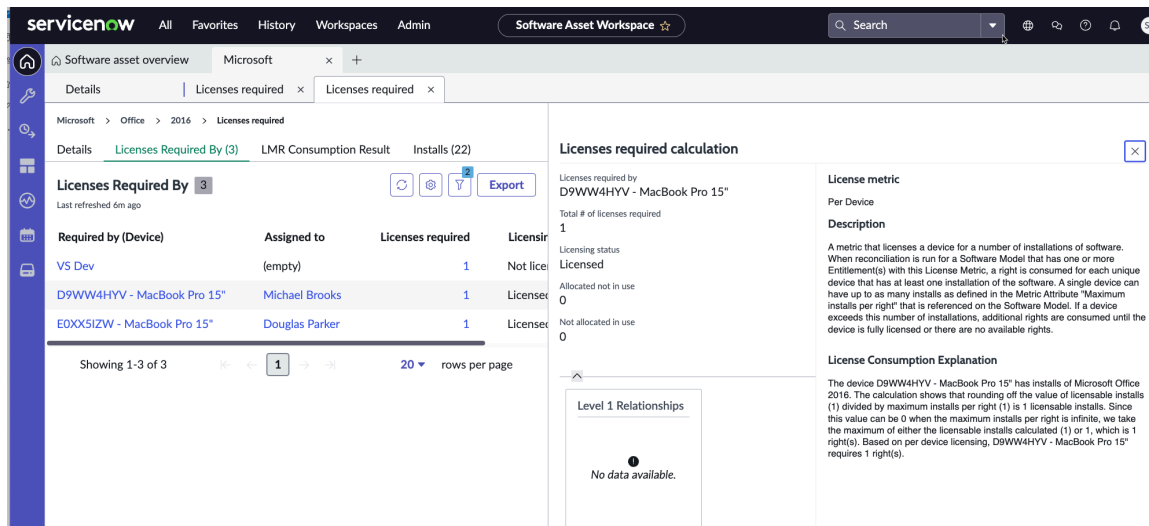 servicenow All Favorites History Workspaces Admin Software Asset Workspace Search
Software asset overview Microsoft × +
Details Licenses required × Licenses required ×
Microsoft > Office > 2016 > Licenses required
Details Licenses Required By (3) LMR Consumption Result Installs (22)
Licenses Required By 3 2 Export
Last refreshed 6m ago
Required by (Device) Assigned to Licenses required Licensin
VS Dev (empty) 1 Not licen
D9WW4HYV - MacBook Pro 15" Michael Brooks 1 Licensed
E0XX5IZW - MacBook Pro 15" Douglas Parker 1 Licensed
Showing 1-3 of 3 1 20 rows per page
Licenses required calculation
Licenses required by
D9WW4HYV - MacBook Pro 15"
Total # of licenses required
1
Licensing status
Licensed
Allocated not in use
0
Not allocated in use
0
Level 1 Relationships
No data available.
License metric
Per Device
Description
A metric that licenses a device for a number of installations of software.
When reconciliation is run for a Software Model that has one or more
Entitlement(s) with this License Metric, a right is consumed for each unique
device that has at least one installation of the software. A single device can
have up to as many installs as defined in the Metric Attribute "Maximum
installs per right" that is referenced on the Software Model. If a device
exceeds this number of installations, additional rights are consumed until the
device is fully licensed or there are no available rights.
License Consumption Explanation
The device D9WW4HYV - MacBook Pro 15" has installs of Microsoft Office
2016. The calculation shows that rounding off the value of licensable installs
(1) divided by maximum installs per right (1) is 1 licensable installs. Since
this value can be 0 when the maximum installs per right is infinite, we take
the maximum of either the licensable installs calculated (1) or 1, which is 1
right(s). Based on per device licensing, D9WW4HYV - MacBook Pro 15"
requires 1 right(s).